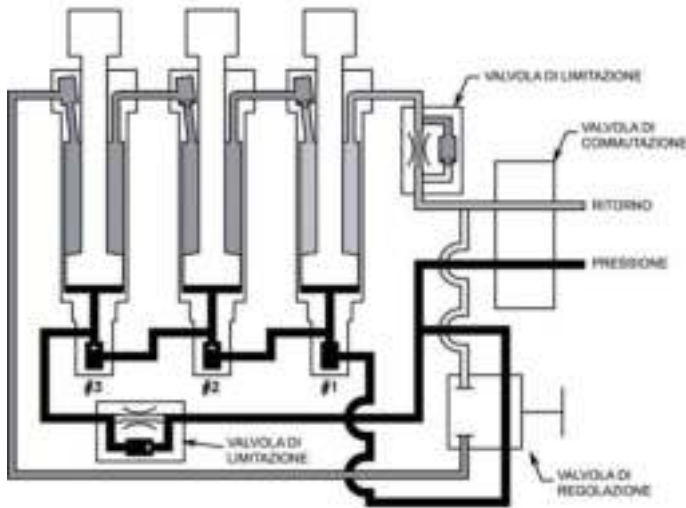 VALVOLA DI LIMITAZIONE
VALVOLA DI
COMMUTAZIONE
RITORNO
PRESSIONE
#3
#2
#1
VALVOLA DI
LIMITAZIONE
VALVOLA DI
REGOLAZIONE